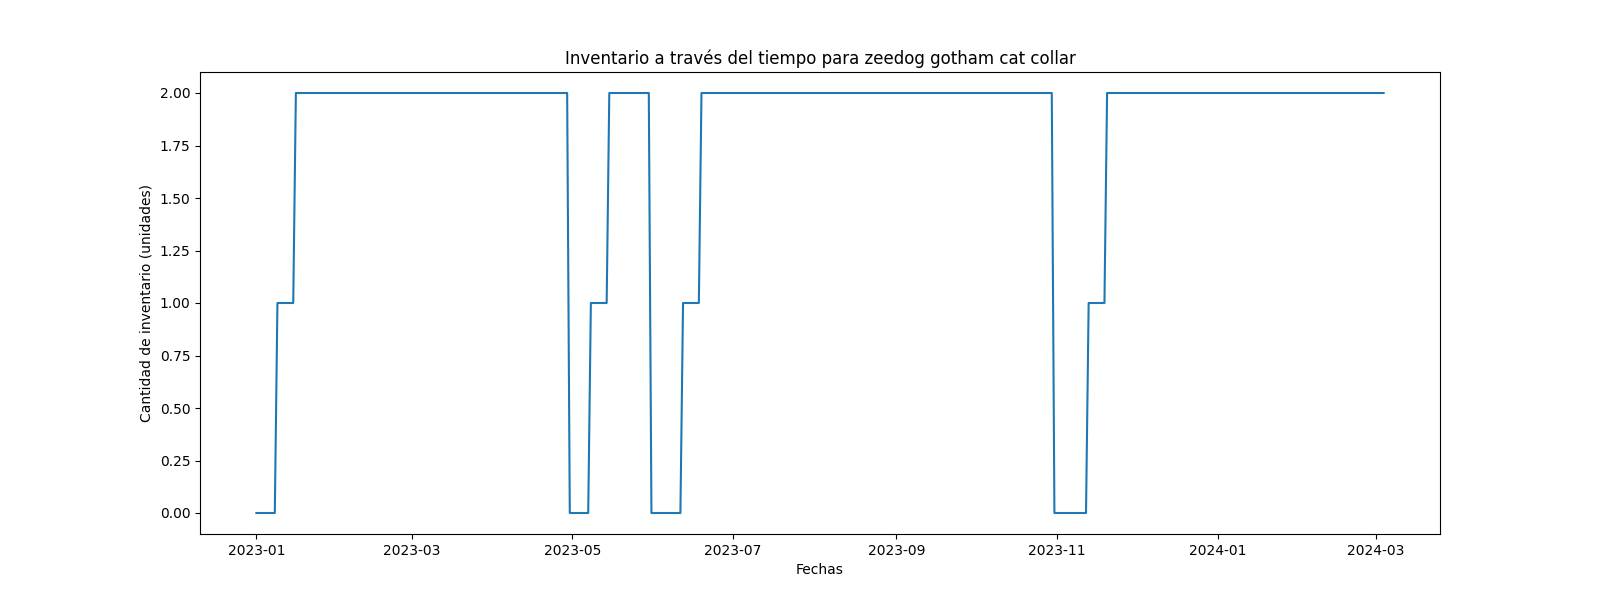 Inventario a través del tiempo para zeedog gotham cat collar
Cantidad de inventario (unidades)
2.00
1.75
1.50
1.25
1.00
0.75
0.50
0.25
0.00
2023-01 2023-03 2023-05 2023-07 2023-09 2023-11 2024-01 2024-03
Fechas